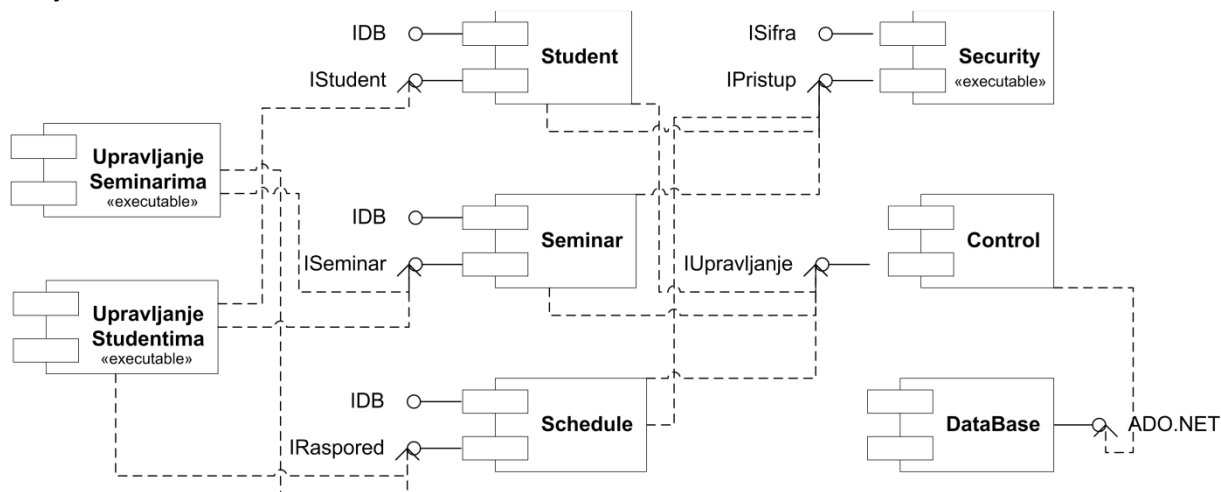 IDB
Student
IStudent
ISifra
Security
«executable»
IPristup
Upravljanje
Seminarima
«executable»
IDB
Seminar
ISeminar
IUpravljanje
Control
Upravljanje
Studentima
«executable»
IDB
Schedule
IRaspored
DataBase
ADO.NET